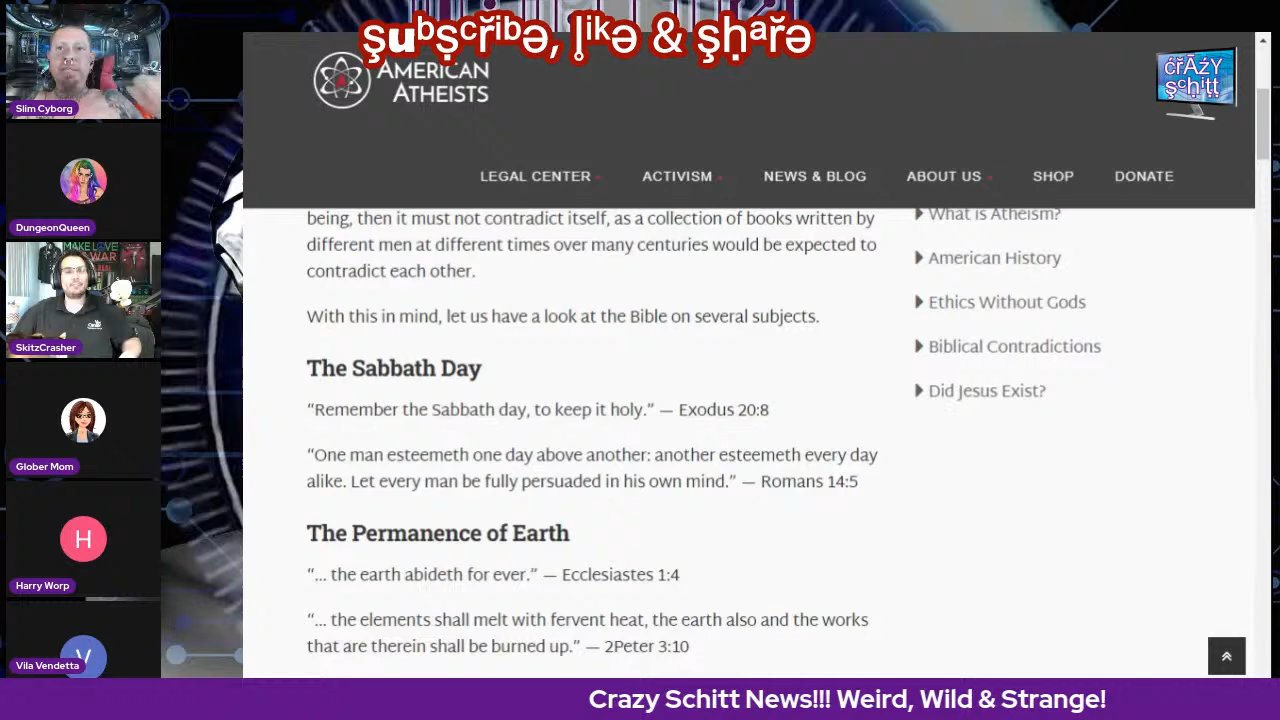 şubşcřibə, ļikə & şḥařə
AMERICAN
ATHEISTS
ćřAźY
şcḥitt
LEGAL CENTER
ACTIVISM
NEWS & BLOG
ABOUT US
SHOP
DONATE
being, then it must not contradict itself, as a collection of books written by
different men at different times over many centuries would be expected to
contradict each other.
With this in mind, let us have a look at the Bible on several subjects.
The Sabbath Day
“Remember the Sabbath day, to keep it holy.” — Exodus 20:8
“One man esteemeth one day above another: another esteemeth every day
alike. Let every man be fully persuaded in his own mind.” — Romans 14:5
The Permanence of Earth
“… the earth abideth for ever.” — Ecclesiastes 1:4
“… the elements shall melt with fervent heat, the earth also and the works
that are therein shall be burned up.” — 2Peter 3:10
What is Atheism?
American History
Ethics Without Gods
Biblical Contradictions
Did Jesus Exist?
Slim Cyborg
DungeonQueen
MAKE LOVE
WAR
SkitzCrasher
Glober Mom
H
Harry Worp
V
Vila Vendetta
Crazy Schitt News!!! Weird, Wild & Strange!